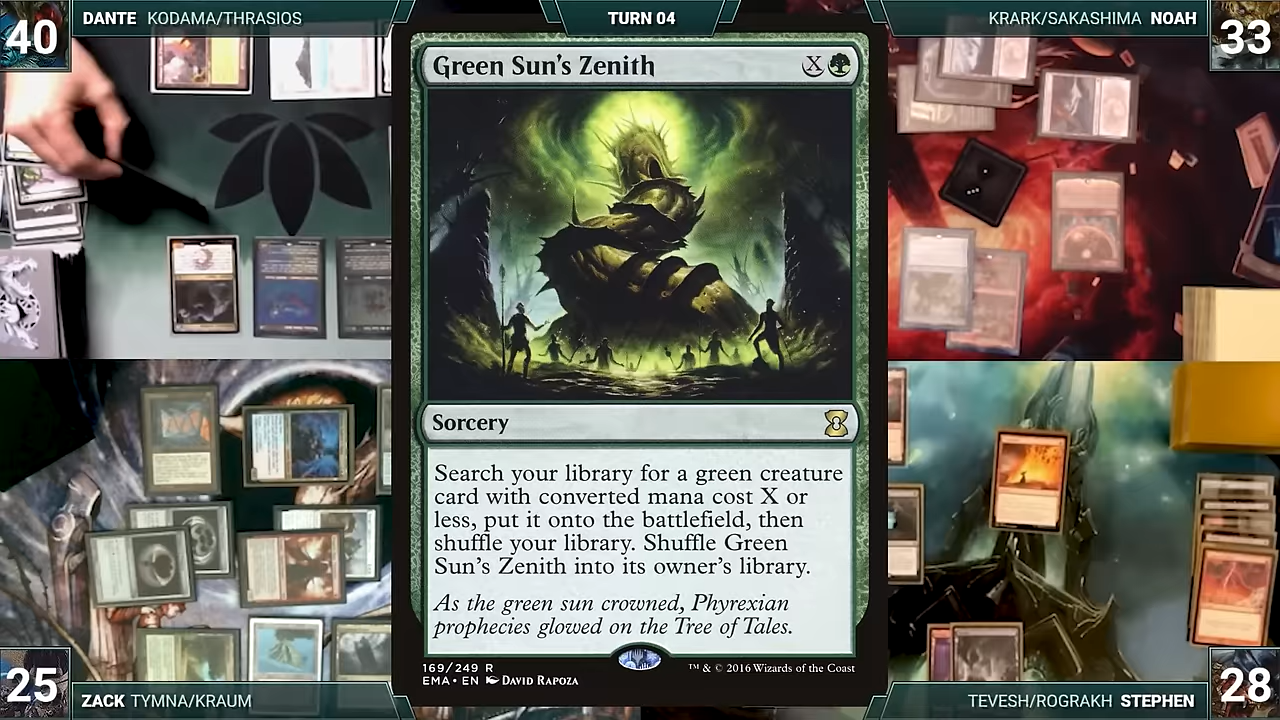 40
DANTE KODAMA/THRASIOS
TURN 04
KRARK/SAKASHIMA NOAH
33
Green Sun's Zenith X
Sorcery
Search your library for a green creature
card with converted mana cost X or
less, put it onto the battlefield, then
shuffle your library. Shuffle Green
Sun's Zenith into its owner's library.
As the green sun crowned, Phyrexian
prophecies glowed on the Tree of Tales.
169/249 R
EMA • EN DAVID RAPOZA
™ & © 2016 Wizards of the Coast
25
ZACK TYMNA/KRAUM
TEVESH/ROGRAKH STEPHEN
28